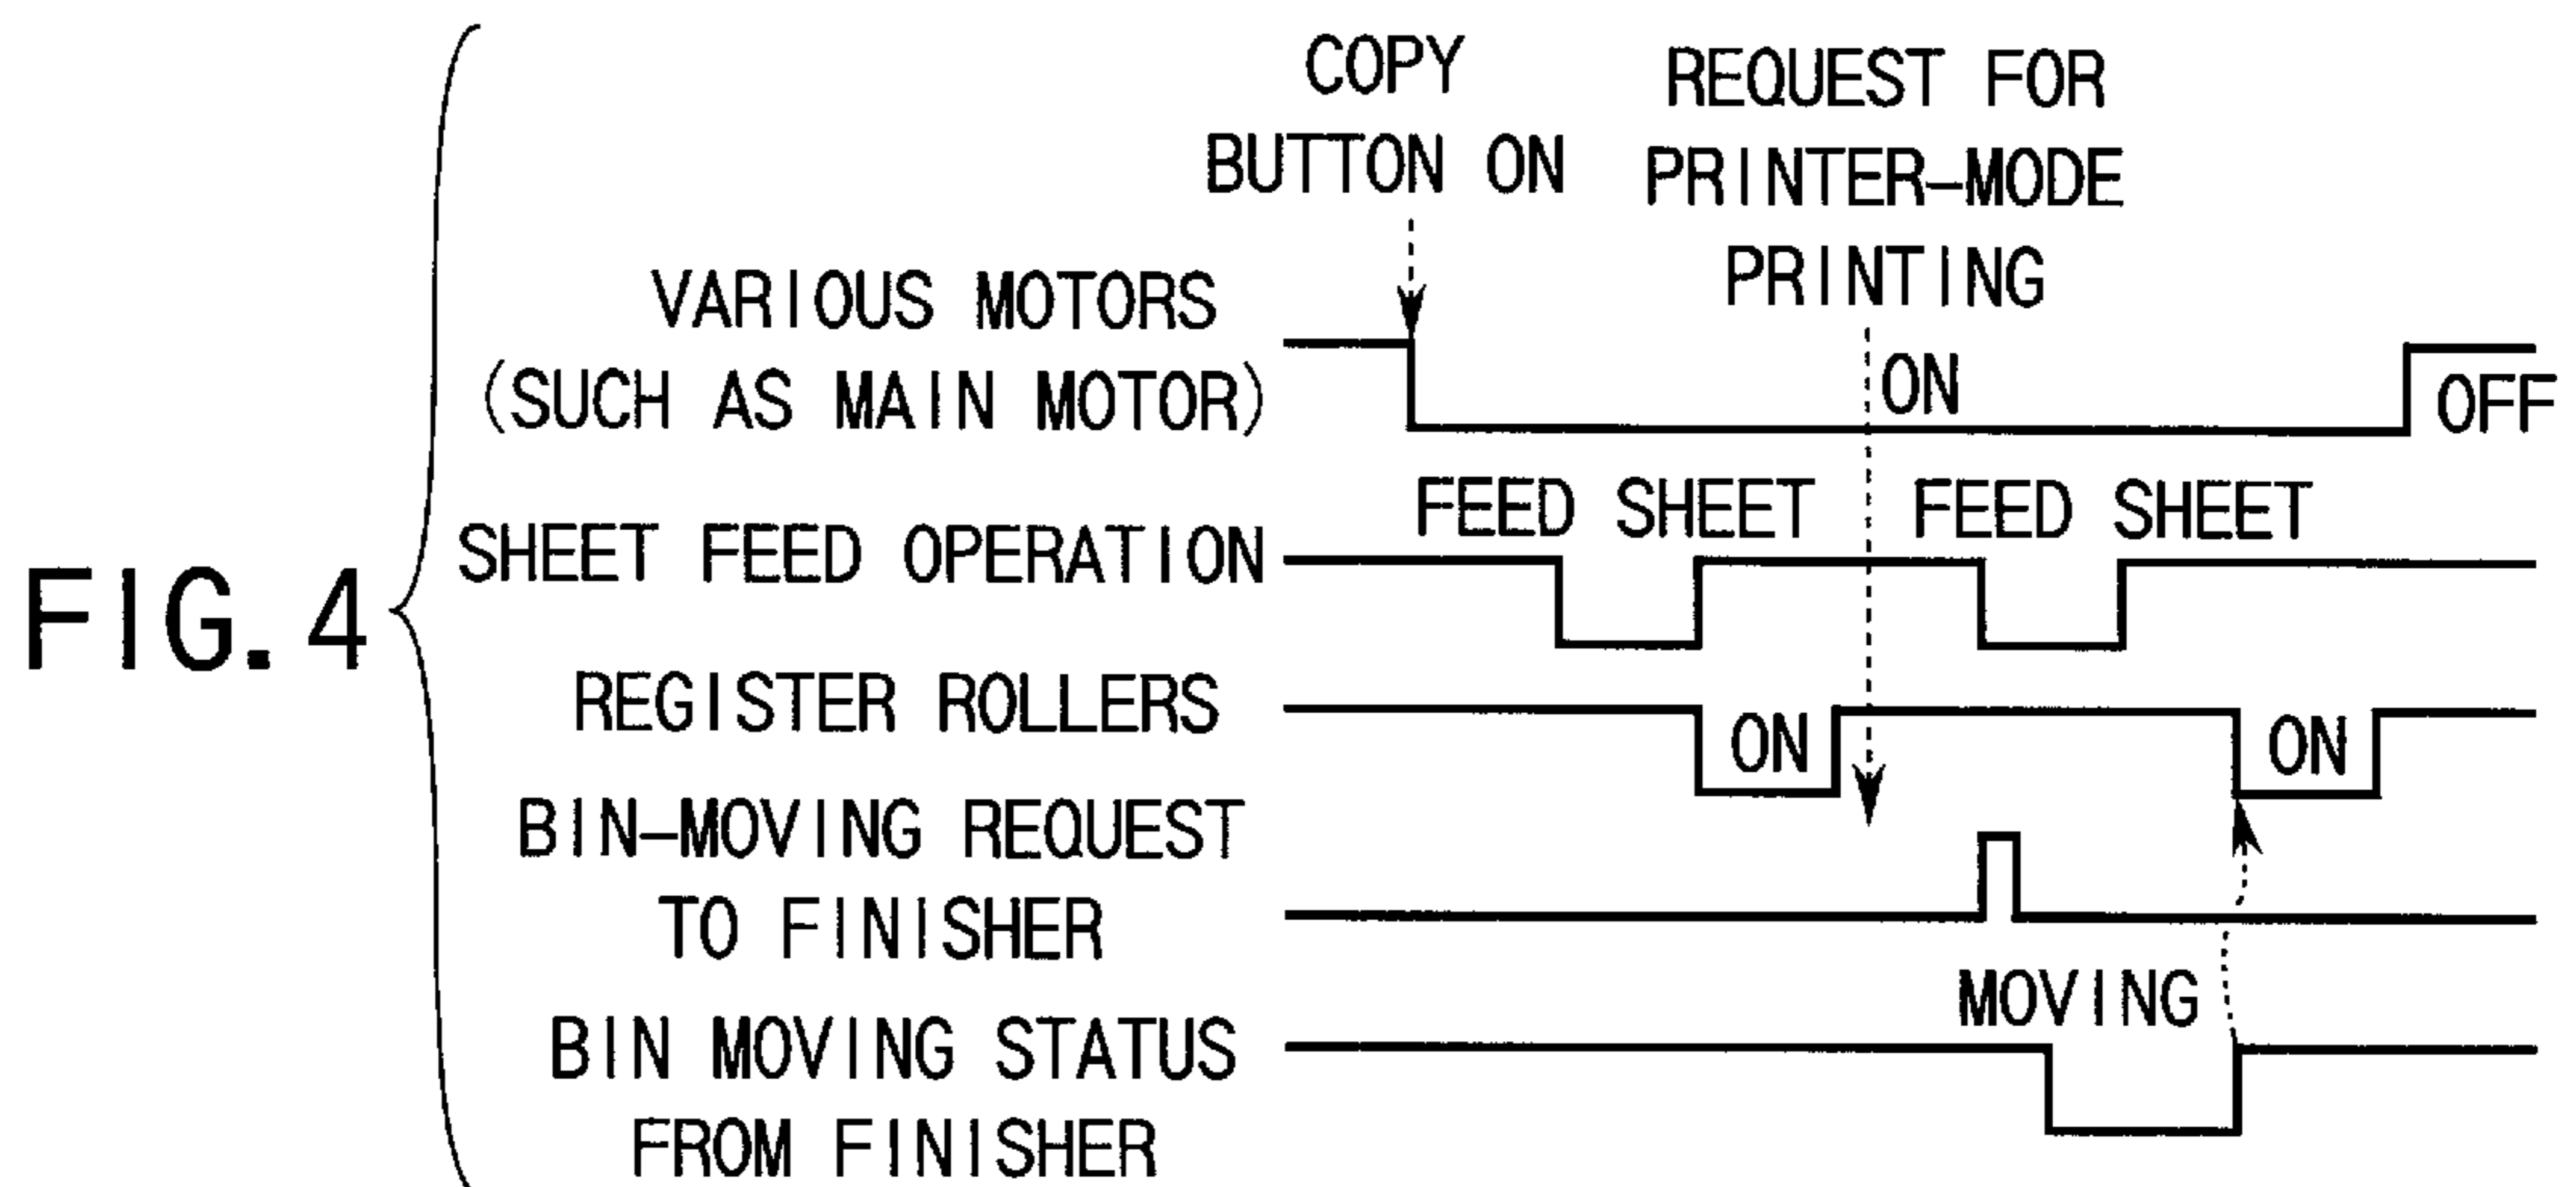 FIG. 4
COPY
BUTTON ON
REQUEST FOR
PRINTER-MODE
PRINTING
VARIOUS MOTORS
(SUCH AS MAIN MOTOR)
ON
OFF
FEED SHEET
FEED SHEET
SHEET FEED OPERATION
REGISTER ROLLERS
ON
ON
BIN-MOVING REQUEST
TO FINISHER
MOVING
BIN MOVING STATUS
FROM FINISHER